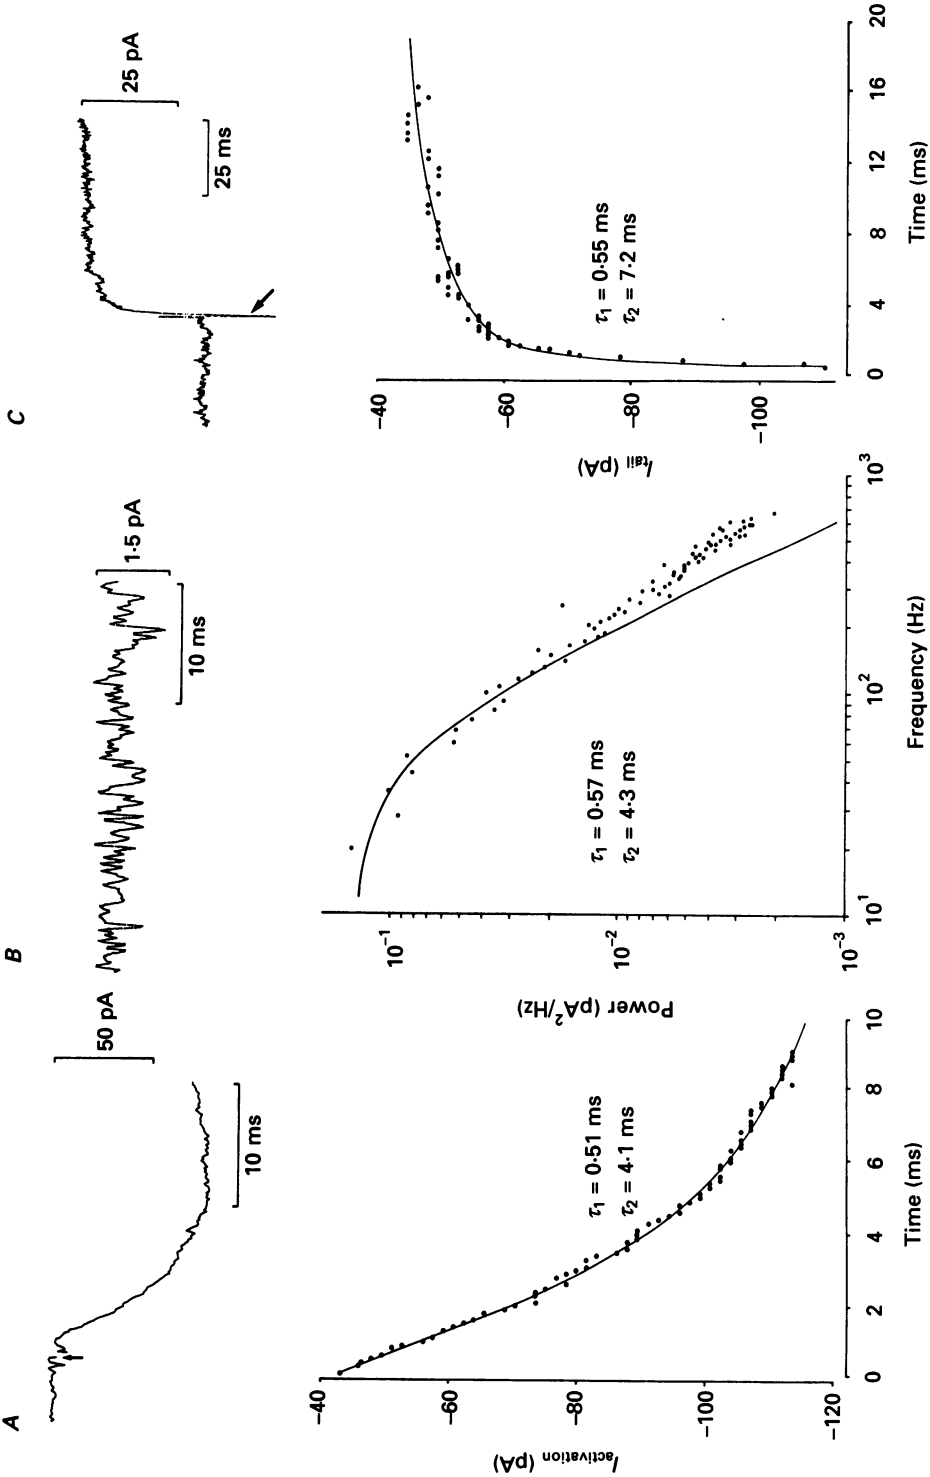 A
50 pA
10 ms
I activation (pA)
−40
−60
−80
−100
−120
τ1 = 0·51 ms
τ2 = 4·1 ms
0
2
4
6
8
10
Time (ms)
B
1·5 pA
10 ms
Power (pA²/Hz)
10⁻¹
10⁻²
10⁻³
τ1 = 0·57 ms
τ2 = 4·3 ms
10¹
10²
10³
Frequency (Hz)
C
25 pA
25 ms
I tail (pA)
−40
−60
−80
−100
τ1 = 0·55 ms
τ2 = 7·2 ms
0
4
8
12
16
20
Time (ms)